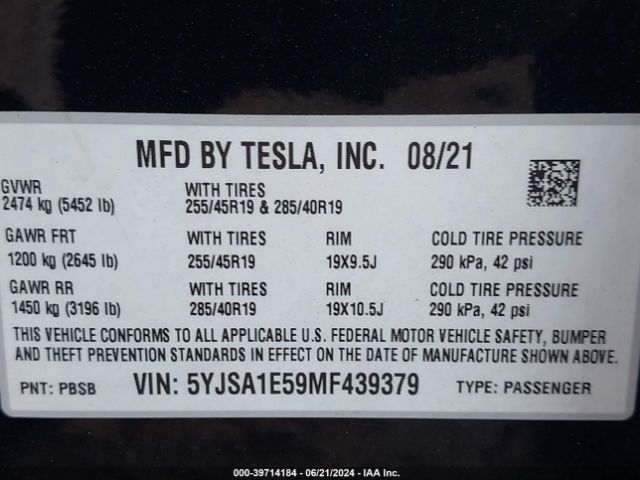 MFD BY TESLA, INC. 08/21
GVWR WITH TIRES
2474 kg (5452 lb) 255/45R19 & 285/40R19
GAWR FRT WITH TIRES RIM COLD TIRE PRESSURE
1200 kg (2645 lb) 255/45R19 19X9.5J 290 kPa, 42 psi
GAWR RR WITH TIRES RIM COLD TIRE PRESSURE
1450 kg (3196 lb) 285/40R19 19X10.5J 290 kPa, 42 psi
THIS VEHICLE CONFORMS TO ALL APPLICABLE U.S. FEDERAL MOTOR VEHICLE SAFETY, BUMPER
AND THEFT PREVENTION STANDARDS IN EFFECT ON THE DATE OF MANUFACTURE SHOWN ABOVE.
PNT: PBSB VIN: 5YJSA1E59MF439379 TYPE: PASSENGER
000-39714184 - 06/21/2024 - IAA Inc.